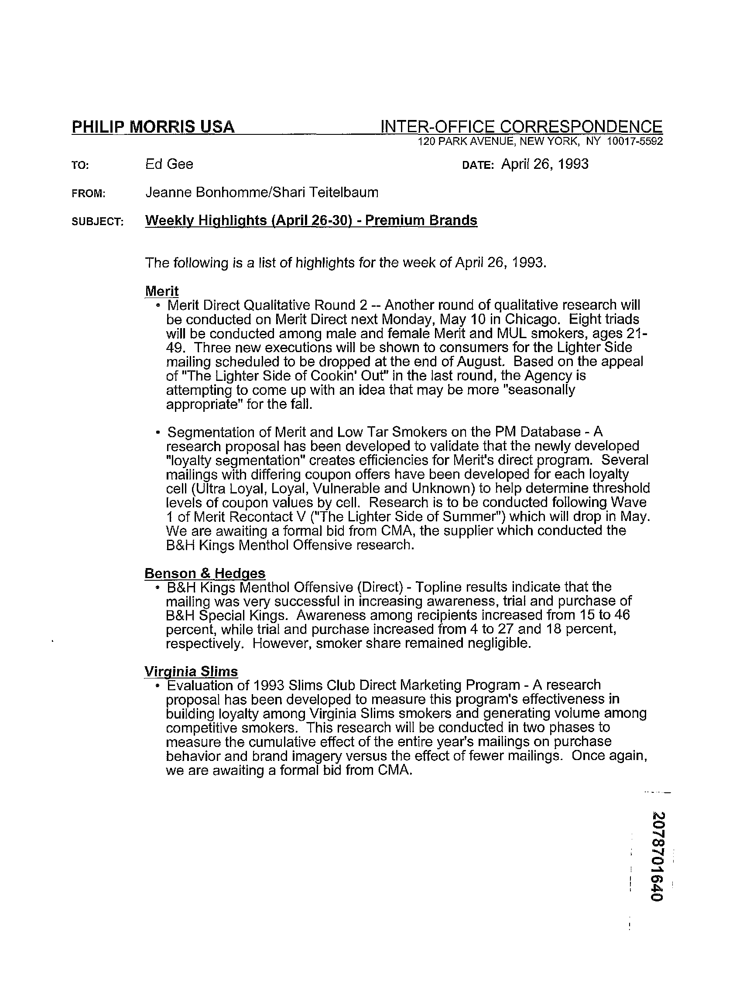 PHILIP MORRIS USA INTER-OFFICE CORRESPONDENCE
120 PARK AVENUE, NEW YORK, NY 10017-5592
TO: Ed Gee DATE: April 26, 1993
FROM: Jeanne Bonhomme/Shari Teitelbaum
SUBJECT: Weekly Highlights (April 26-30) - Premium Brands
The following is a list of highlights for the week of April 26, 1993.
Merit
• Merit Direct Qualitative Round 2 -- Another round of qualitative research will
be conducted on Merit Direct next Monday, May 10 in Chicago. Eight triads
will be conducted among male and female Merit and MUL smokers, ages 21-
49. Three new executions will be shown to consumers for the Lighter Side
mailing scheduled to be dropped at the end of August. Based on the appeal
of "The Lighter Side of Cookin' Out" in the last round, the Agency is
attempting to come up with an idea that may be more "seasonally
appropriate" for the fall.
• Segmentation of Merit and Low Tar Smokers on the PM Database - A
research proposal has been developed to validate that the newly developed
"loyalty segmentation" creates efficiencies for Merit's direct program. Several
mailings with differing coupon offers have been developed for each loyalty
cell (Ultra Loyal, Loyal, Vulnerable and Unknown) to help determine threshold
levels of coupon values by cell. Research is to be conducted following Wave
1 of Merit Recontact V ("The Lighter Side of Summer") which will drop in May.
We are awaiting a formal bid from CMA, the supplier which conducted the
B&H Kings Menthol Offensive research.
Benson & Hedges
• B&H Kings Menthol Offensive (Direct) - Topline results indicate that the
mailing was very successful in increasing awareness, trial and purchase of
B&H Special Kings. Awareness among recipients increased from 15 to 46
percent, while trial and purchase increased from 4 to 27 and 18 percent,
respectively. However, smoker share remained negligible.
Virginia Slims
• Evaluation of 1993 Slims Club Direct Marketing Program - A research
proposal has been developed to measure this program's effectiveness in
building loyalty among Virginia Slims smokers and generating volume among
competitive smokers. This research will be conducted in two phases to
measure the cumulative effect of the entire year's mailings on purchase
behavior and brand imagery versus the effect of fewer mailings. Once again,
we are awaiting a formal bid from CMA.
2078701640